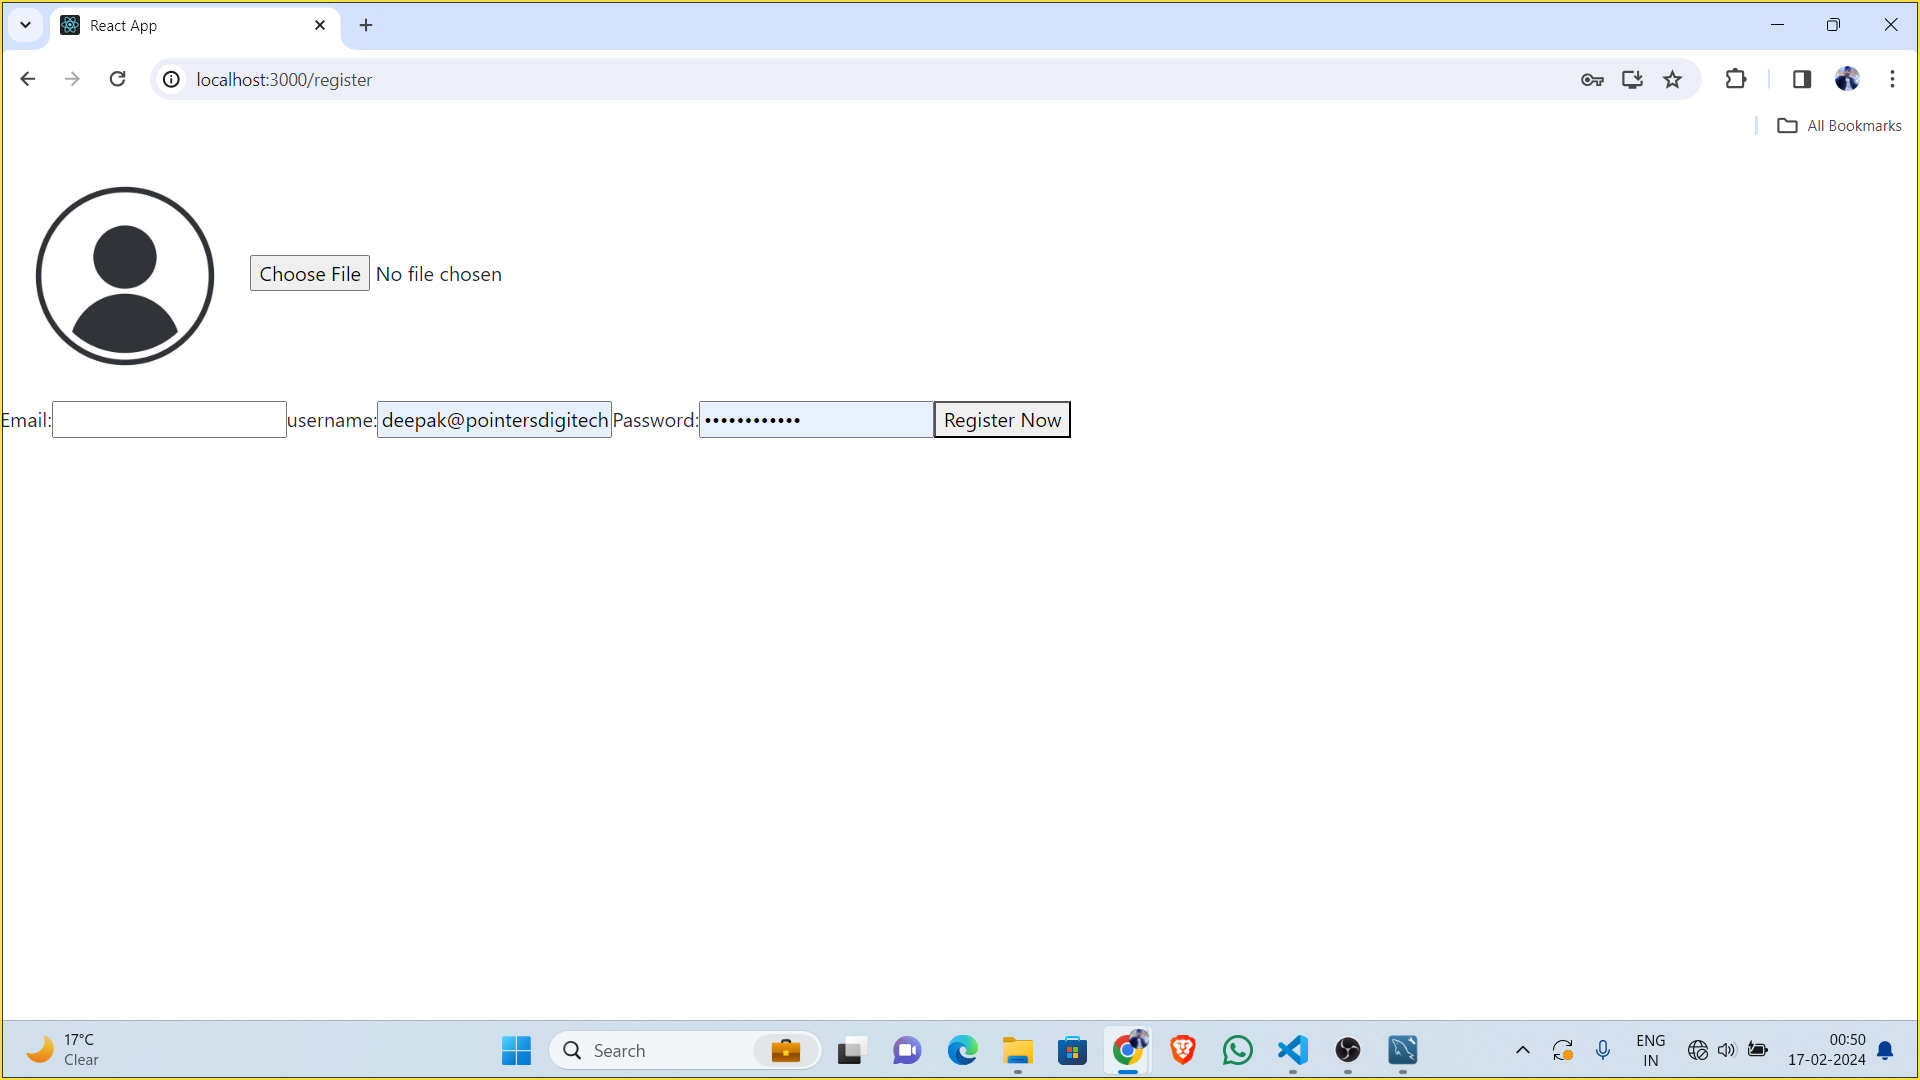 React App
localhost:3000/register
All Bookmarks
Choose File No file chosen
Email: username: deepak@pointersdigitech Password: •••••••••••• Register Now
17°C
Clear
Search
ENG
IN
00:50
17-02-2024